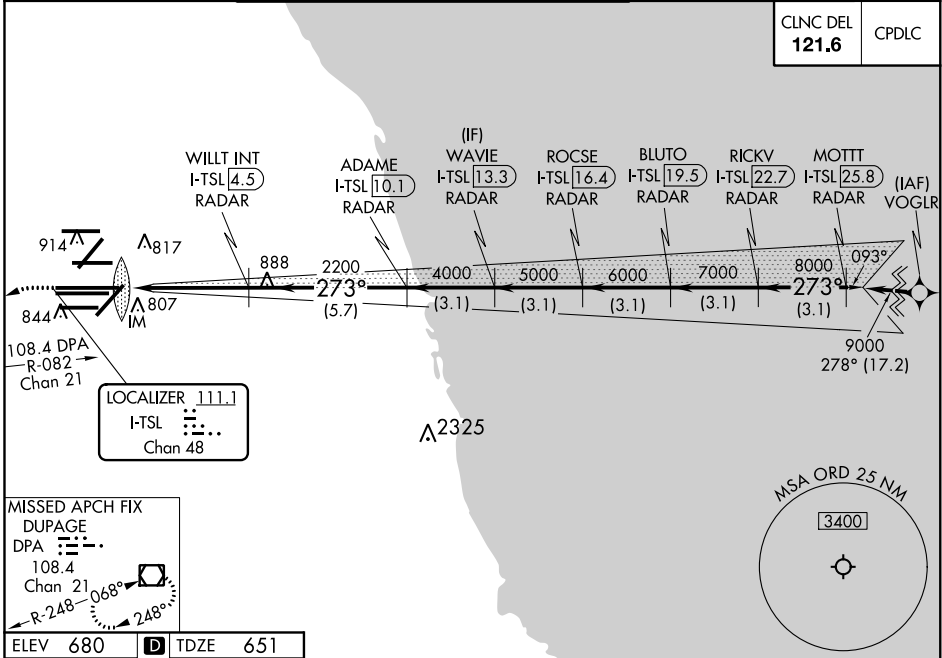 CLNC DEL
121.6
CPDLC
WILLT INT
I-TSL 4.5
RADAR
ADAME
I-TSL 10.1
RADAR
(IF)
WAVIE
I-TSL 13.3
RADAR
ROCSE
I-TSL 16.4
RADAR
BLUTO
I-TSL 19.5
RADAR
RICKV
I-TSL 22.7
RADAR
MOTTT
I-TSL 25.8
RADAR
(IAF)
VOGLR
914
817
888
2200
4000
5000
6000
7000
8000
093°
273°
273°
(5.7)
(3.1)
(3.1)
(3.1)
(3.1)
(3.1)
844
807
IM
9000
278° (17.2)
108.4 DPA
R-082
Chan 21
LOCALIZER 111.1
I-TSL
Chan 48
2325
MSA ORD 25 NM
3400
MISSED APCH FIX
DUPAGE
DPA
108.4
Chan 21
R-248
068°
248°
ELEV 680
D
TDZE 651